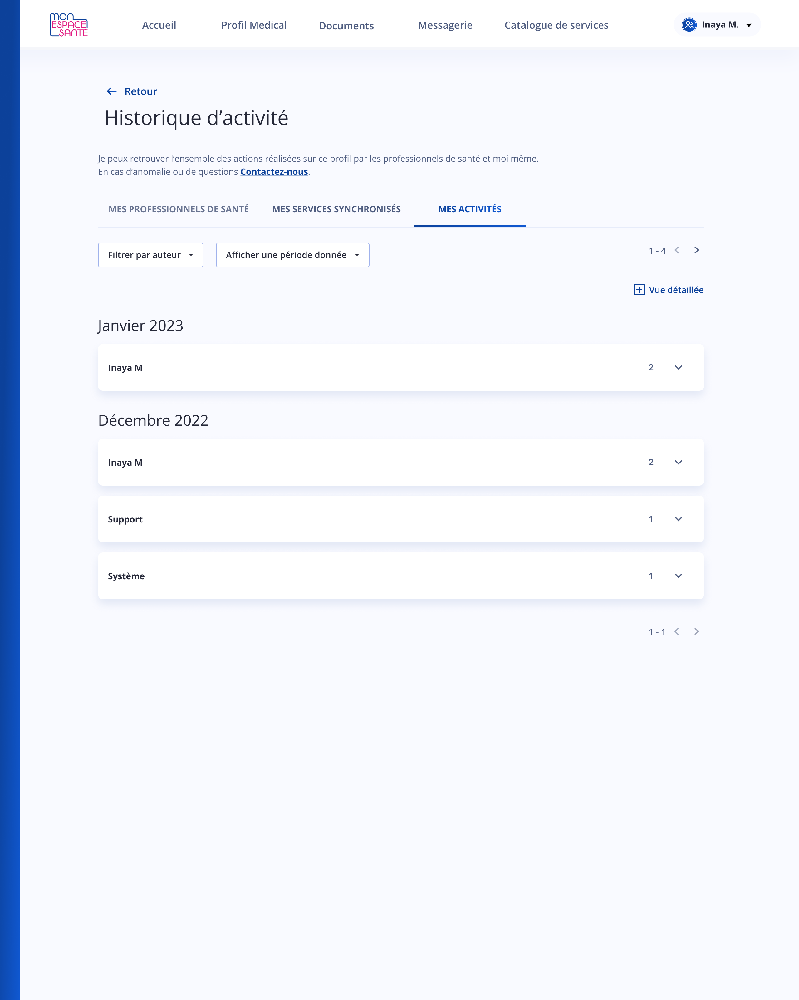 mon
ESPACE
SANTÉ
Accueil
Profil Medical
Documents
Messagerie
Catalogue de services
Inaya M.
Retour
Historique d’activité
Je peux retrouver l’ensemble des actions réalisées sur ce profil par les professionnels de santé et moi même.
En cas d’anomalie ou de questions Contactez-nous.
MES PROFESSIONNELS DE SANTÉ
MES SERVICES SYNCHRONISÉS
MES ACTIVITÉS
Filtrer par auteur
Afficher une période donnée
1 - 4
Vue détaillée
Janvier 2023
Inaya M 2
Décembre 2022
Inaya M 2
Support 1
Système 1
1 - 1